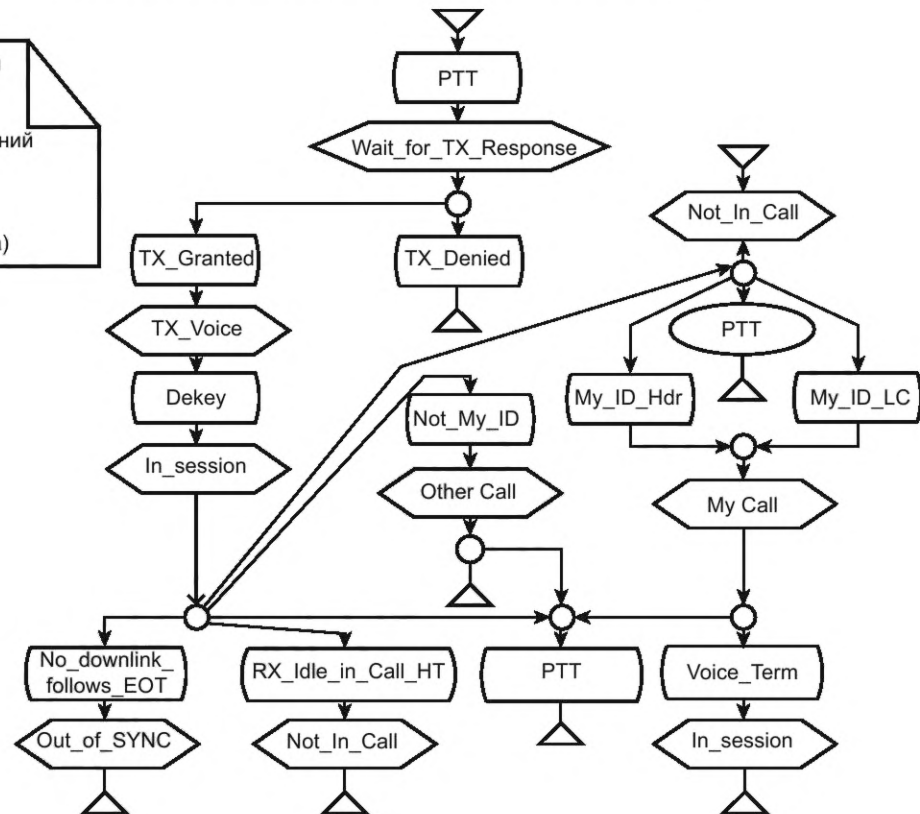 PTT
Wait_for_TX_Response
TX_Granted
TX_Denied
TX_Voice
Dekey
In_session
Not_In_Call
PTT
My_ID_Hdr
My_ID_LC
Not_My_ID
Other Call
My Call
No_downlink_
follows_EOT
RX_Idle_in_Call_HT
PTT
Voice_Term
Out_of_SYNC
Not_In_Call
In_session